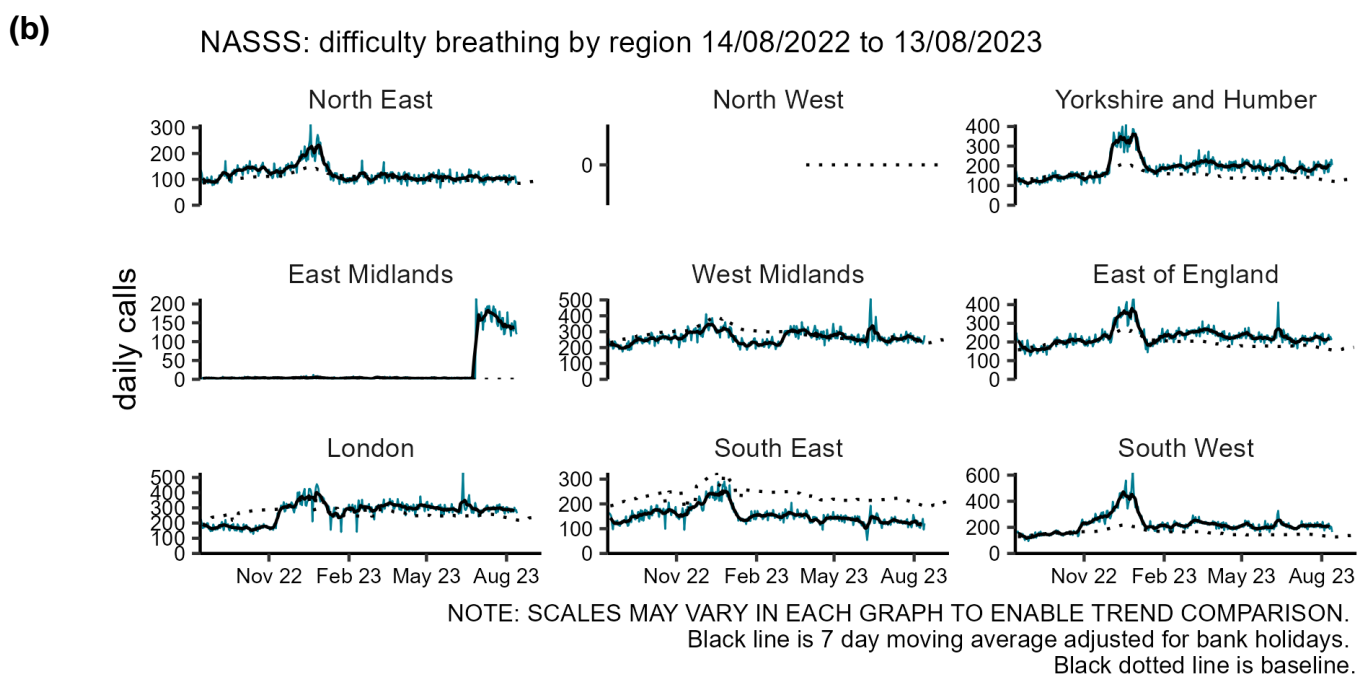 (b)
NASSS: difficulty breathing by region 14/08/2022 to 13/08/2023
North East
300
200
100
0
North West
0
Yorkshire and Humber
400
300
200
100
0
daily calls
East Midlands
200
150
100
50
0
West Midlands
500
400
300
200
100
0
East of England
400
300
200
100
0
London
500
400
300
200
100
0
Nov 22 Feb 23 May 23 Aug 23
South East
300
200
100
0
Nov 22 Feb 23 May 23 Aug 23
South West
600
400
200
0
Nov 22 Feb 23 May 23 Aug 23
NOTE: SCALES MAY VARY IN EACH GRAPH TO ENABLE TREND COMPARISON.
Black line is 7 day moving average adjusted for bank holidays.
Black dotted line is baseline.